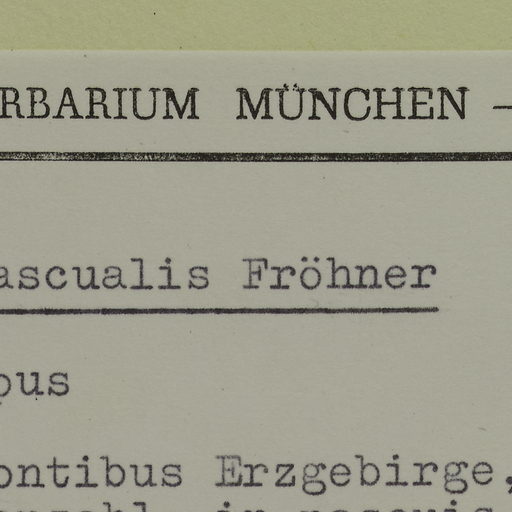 RBARIUM MÜNCHEN –
ascualis Fröhner
pus
ontibus Erzgebirge,